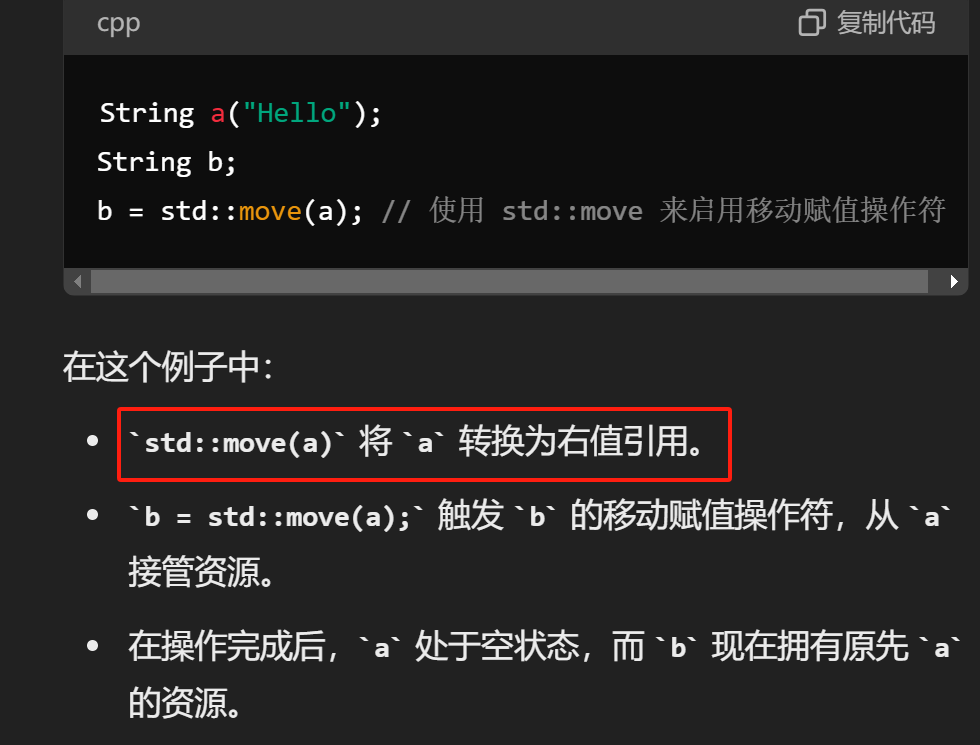 cpp 复制代码
String a("Hello");
String b;
b = std::move(a); // 使用 std::move 来启用移动赋值操作符
在这个例子中：
• `std::move(a)` 将 `a` 转换为右值引用。
• `b = std::move(a);` 触发 `b` 的移动赋值操作符，从 `a`
接管资源。
• 在操作完成后，`a` 处于空状态，而 `b` 现在拥有原先 `a`
的资源。